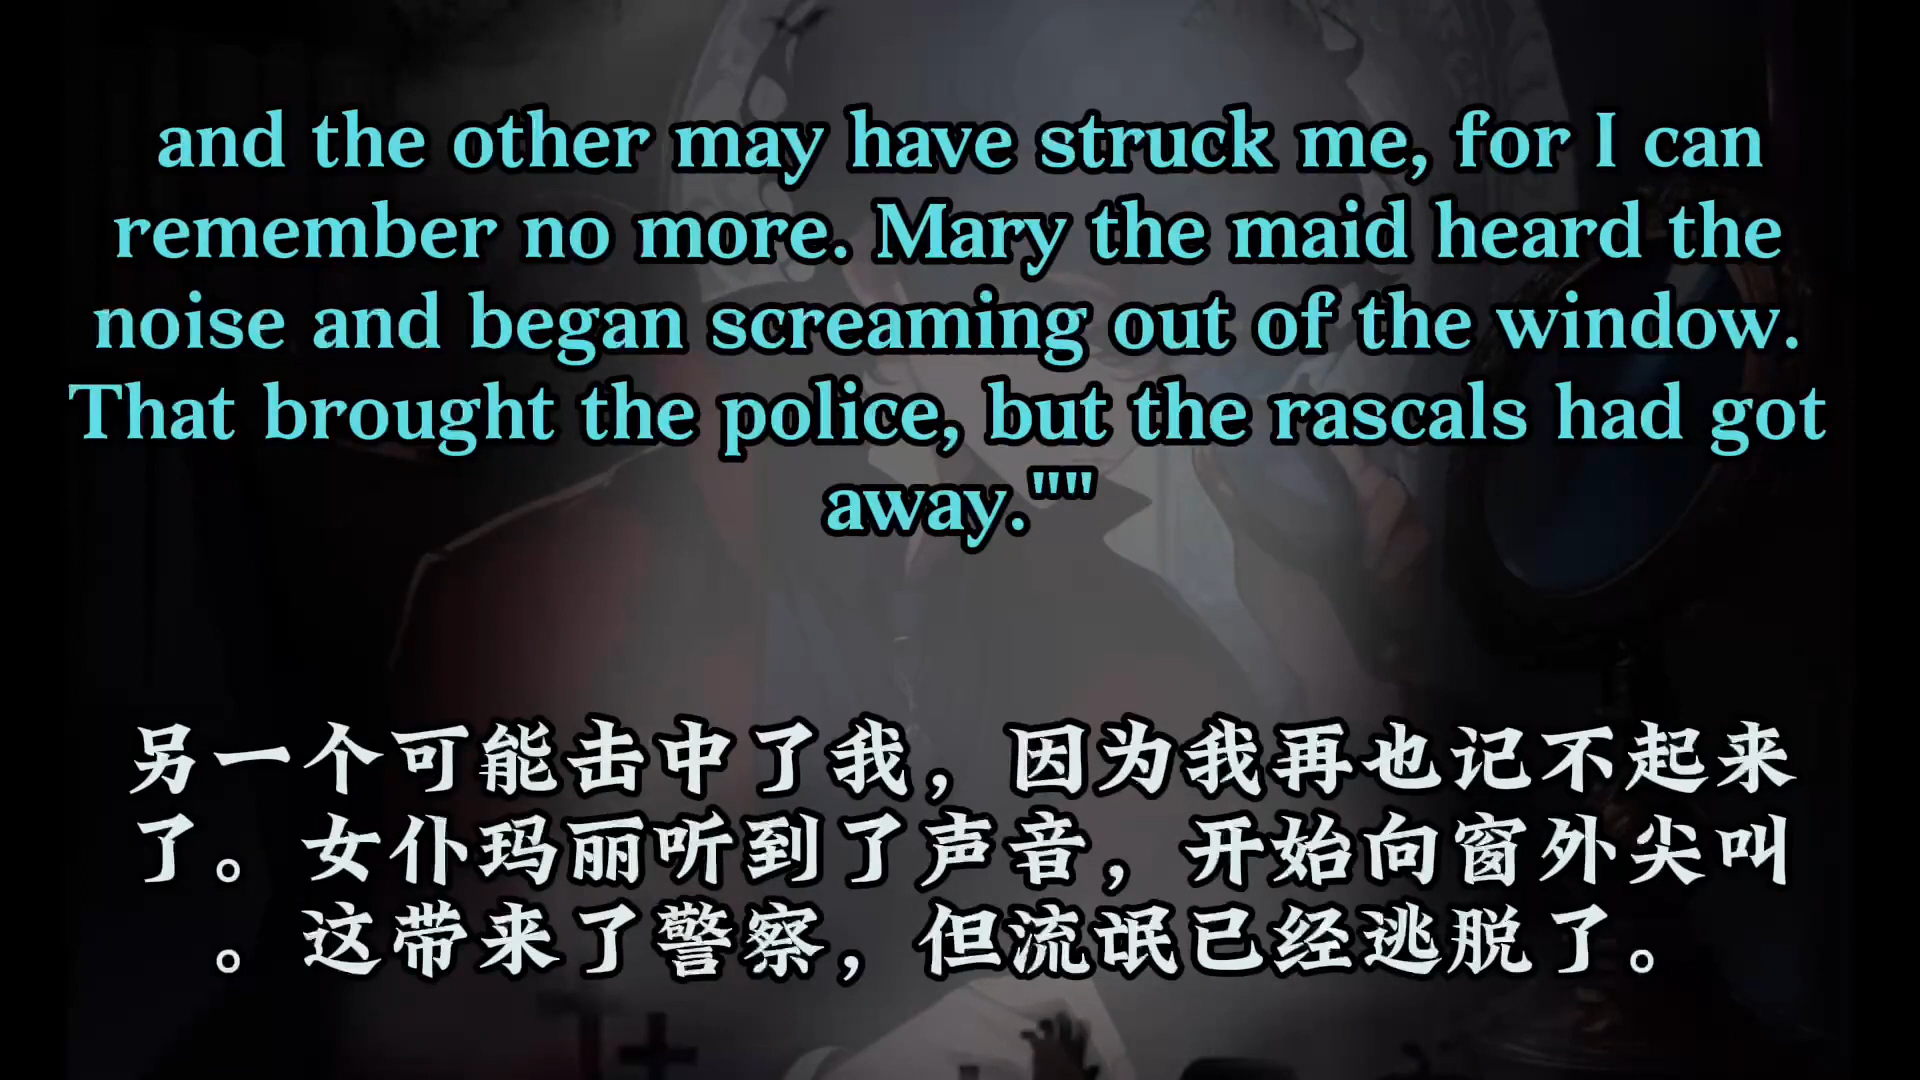 and the other may have struck me, for I can
remember no more. Mary the maid heard the
noise and began screaming out of the window.
That brought the police, but the rascals had got
away.""
另一个可能击中了我，因为我再也记不起来
了。女仆玛丽听到了声音，开始向窗外尖叫
。这带来了警察，但流氓已经逃脱了。